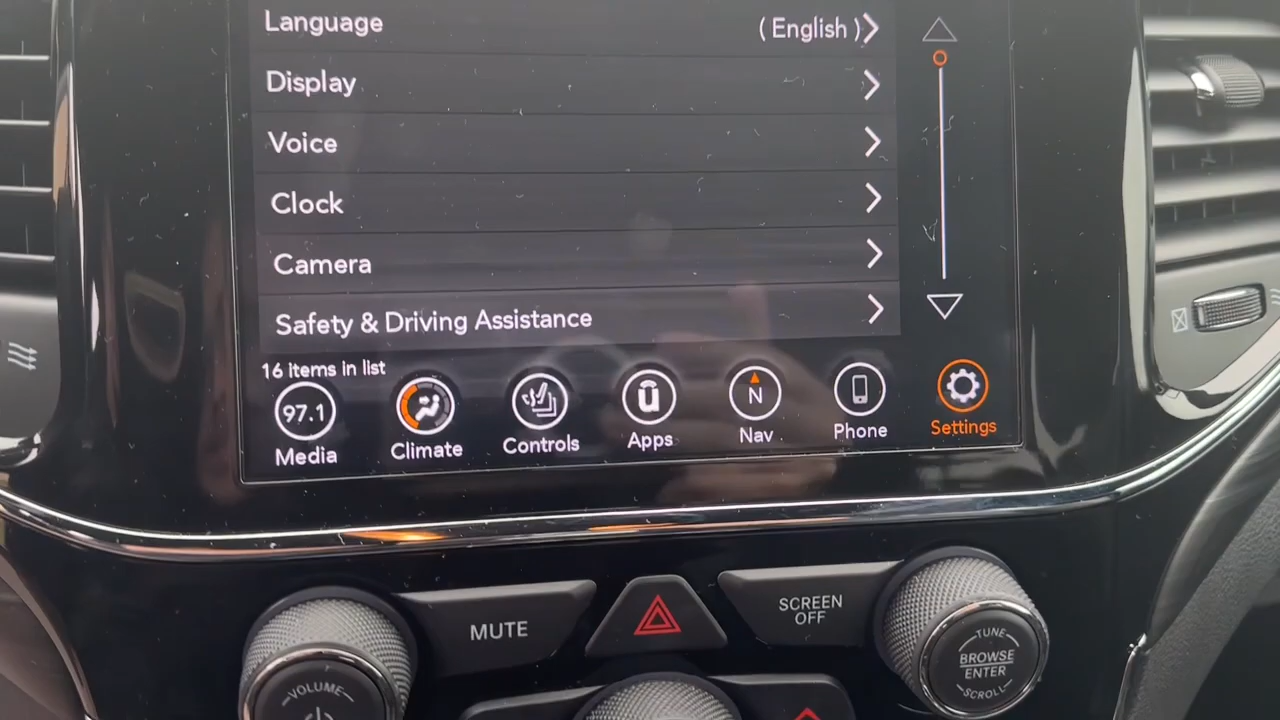 Language
( English )
Display
Voice
Clock
Camera
Safety & Driving Assistance
16 items in list
97.1
N
Media
Climate
Controls
Apps
Nav
Phone
Settings
MUTE
SCREEN
OFF
VOLUME
TUNE
BROWSE
ENTER
SCROLL